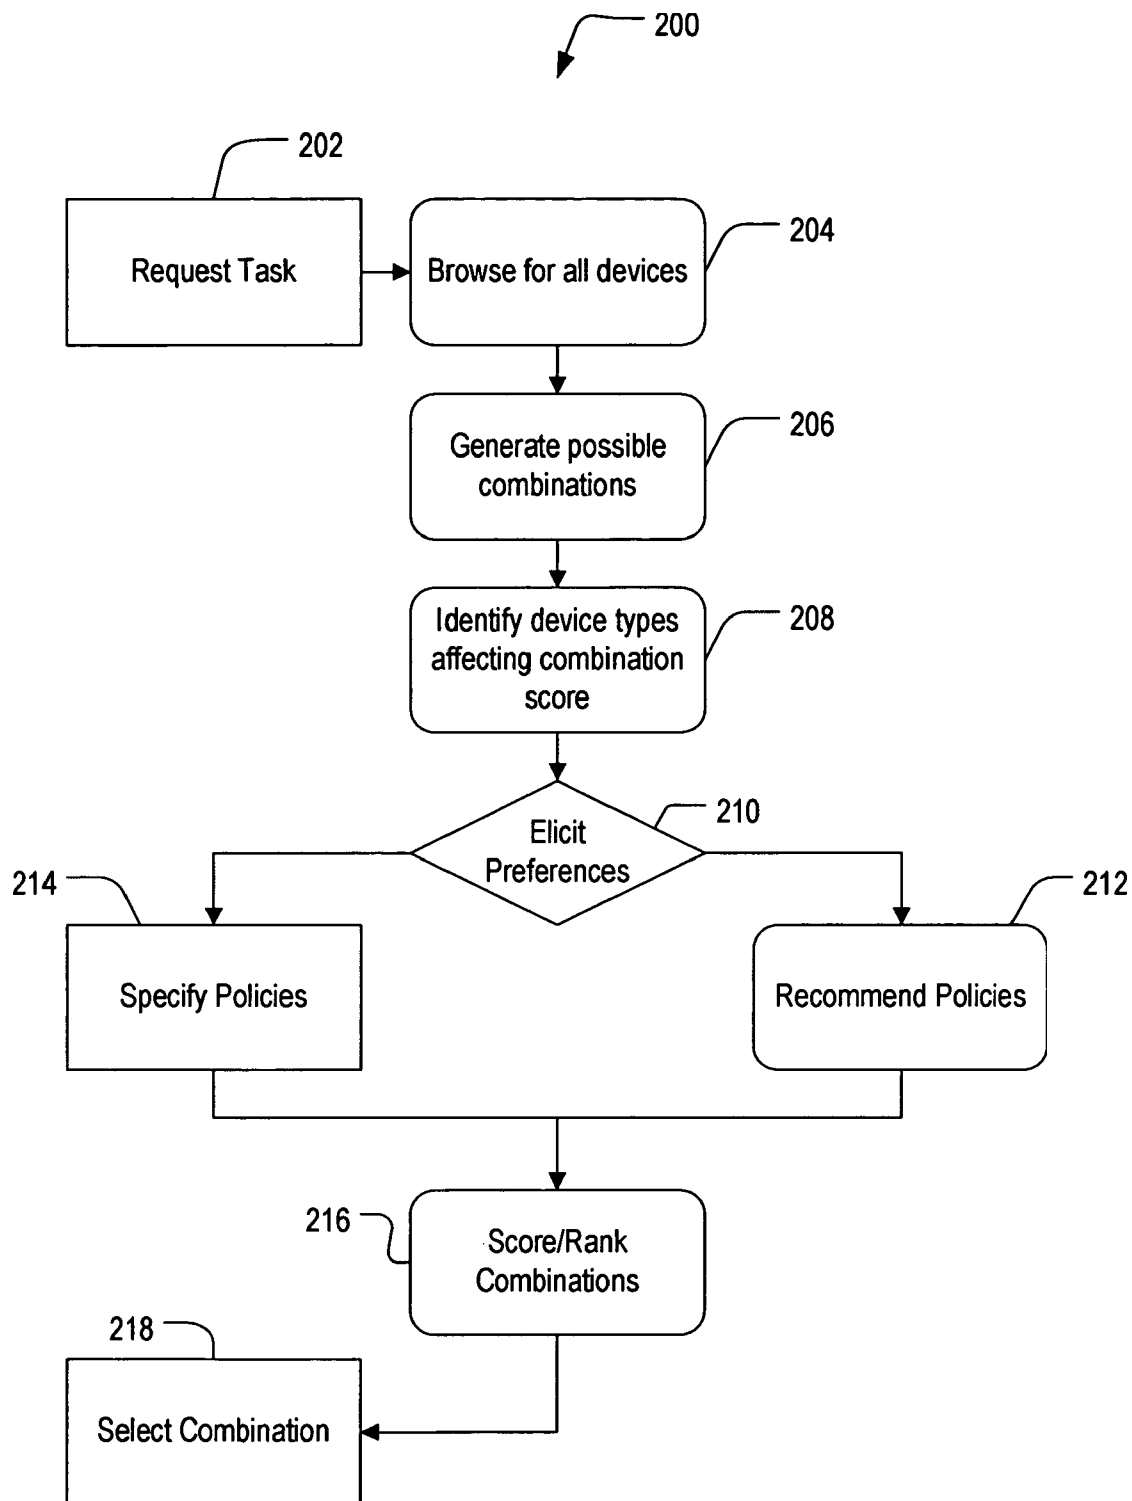 200
202
Request Task
204
Browse for all devices
206
Generate possible
combinations
208
Identify device types
affecting combination
score
210
Elicit
Preferences
214
212
Specify Policies
Recommend Policies
216
Score/Rank
Combinations
218
Select Combination